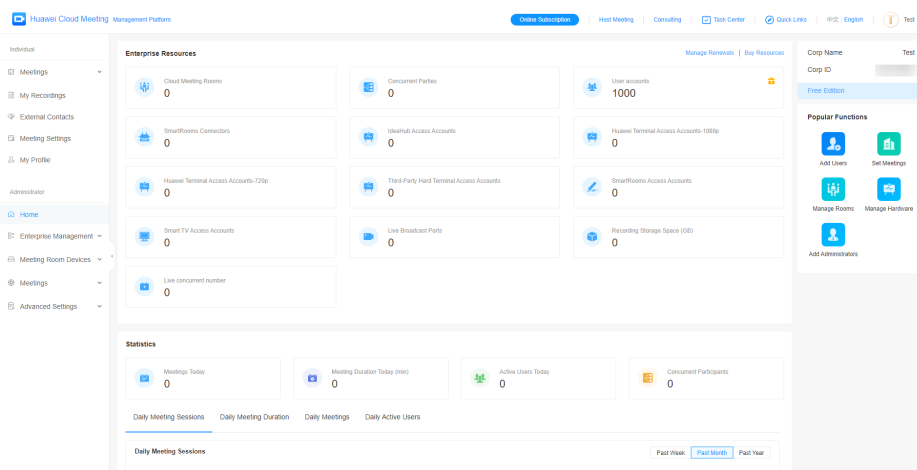 Huawei Cloud Meeting Management Platform
Online Subscription Host Meeting Consulting Task Center Quick Links 中文 | English Test
Individual
Meetings
My Recordings
External Contacts
Meeting Settings
My Profile
Administrator
Home
Enterprise Management
Meeting Room Devices
Meetings
Advanced Settings
Enterprise Resources
Manage Renewals | Buy Resources
Cloud Meeting Rooms
0
Concurrent Parties
0
User accounts
1000
SmartRooms Connectors
0
IdeaHub Access Accounts
0
Huawei Terminal Access Accounts-1080p
0
Huawei Terminal Access Accounts-720p
0
Third-Party Hard Terminal Access Accounts
0
SmartRooms Access Accounts
0
Smart TV Access Accounts
0
Live Broadcast Ports
0
Recording Storage Space (GB)
0
Live concurrent number
0
Statistics
Meetings Today
0
Meeting Duration Today (min)
0
Active Users Today
0
Concurrent Participants
0
Daily Meeting Sessions Daily Meeting Duration Daily Meetings Daily Active Users
Daily Meeting Sessions
Past Week Past Month Past Year
Corp Name Test
Corp ID
Free Edition
Popular Functions
Add Users
Set Meetings
Manage Rooms
Manage Hardware
Add Administrators